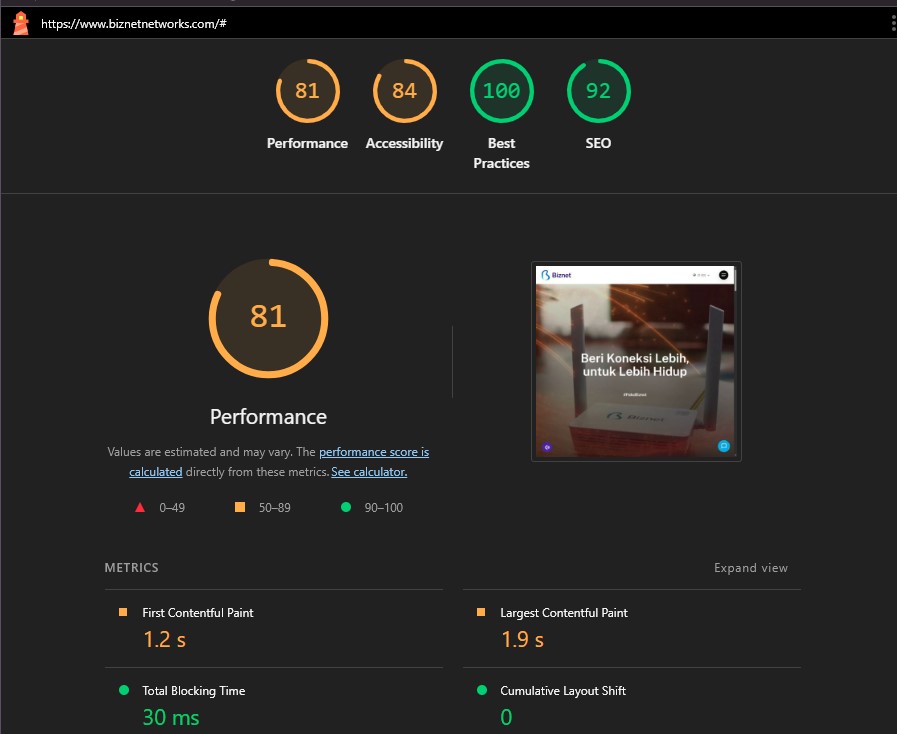 https://www.biznetnetworks.com/#
81
84
100
92
Performance
Accessibility
Best
Practices
SEO
81
Performance
Values are estimated and may vary. The performance score is
calculated directly from these metrics. See calculator.
0–49
50–89
90–100
Biznet
Beri Koneksi Lebih,
untuk Lebih Hidup
Biznet
METRICS
Expand view
First Contentful Paint
1.2 s
Largest Contentful Paint
1.9 s
Total Blocking Time
30 ms
Cumulative Layout Shift
0